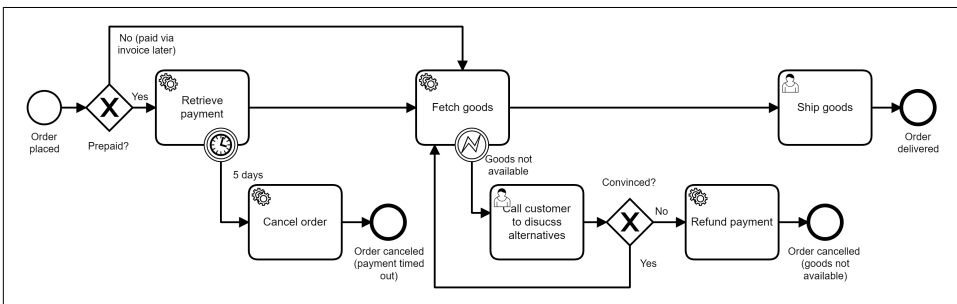 No (paid via
invoice later)
Yes
Retrieve
payment
Fetch goods
Ship goods
Order
placed
Prepaid?
Order
delivered
Goods not
available
5 days
Convinced?
Cancel order
Call customer
to disucss
alternatives
No
Refund payment
Order canceled
(payment timed
out)
Yes
Order cancelled
(goods not
available)